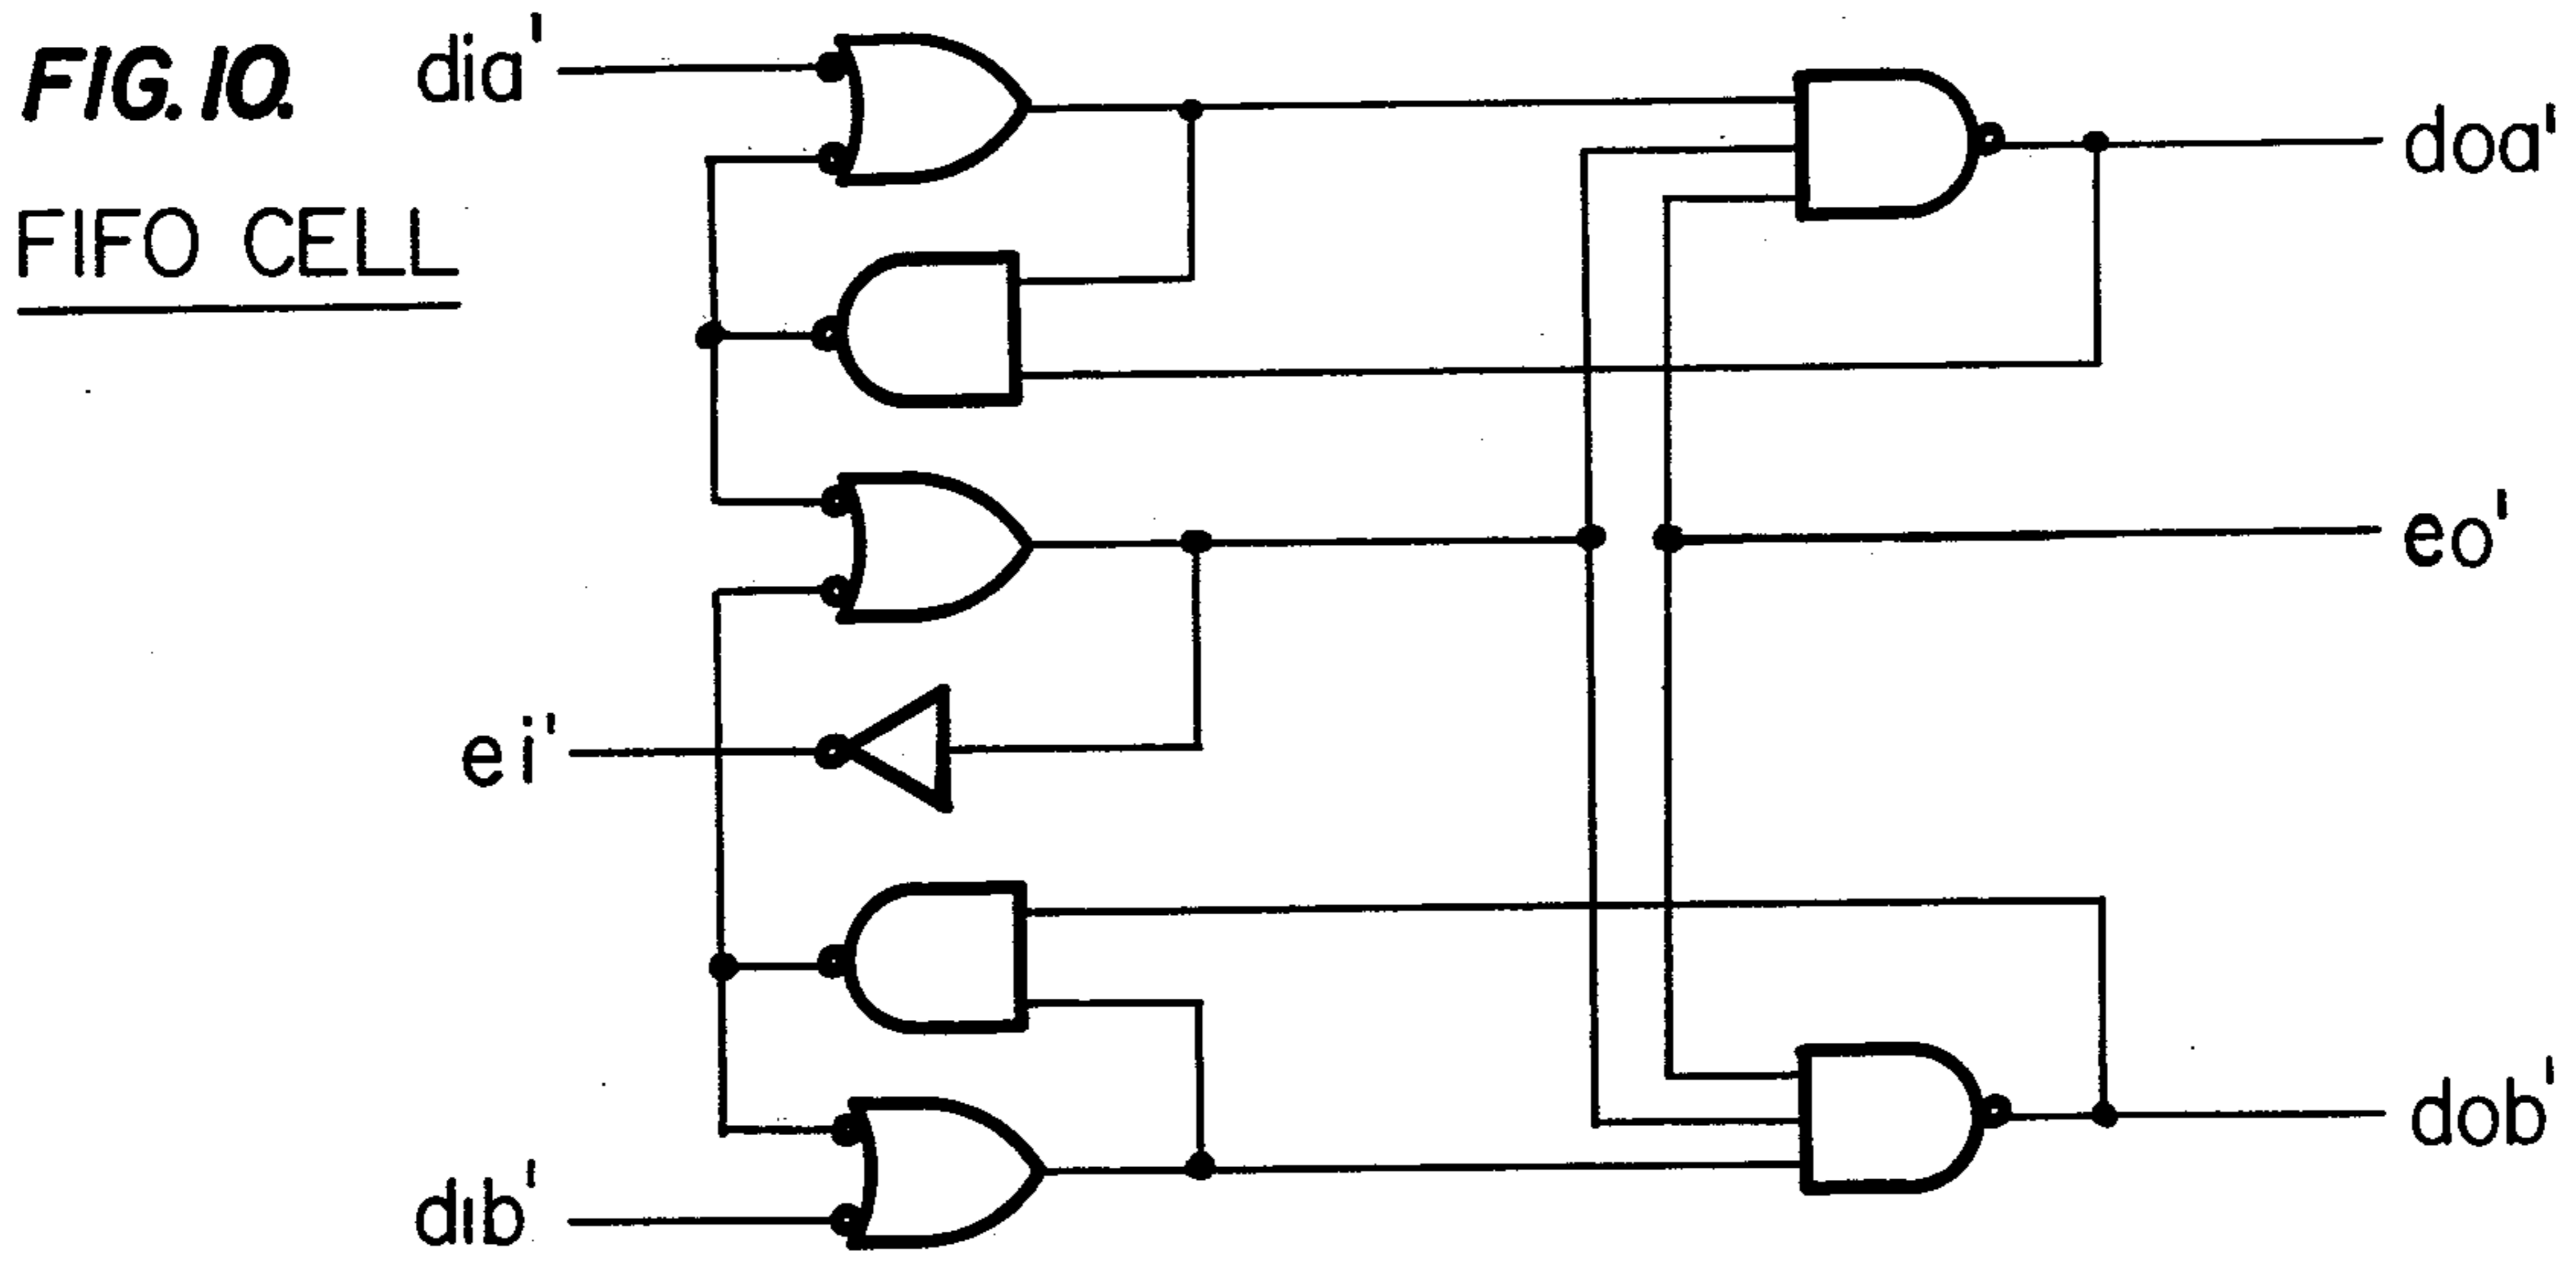 FIG. 10.
FIFO CELL
dia'
doa'
eo'
ei'
dib'
dob'